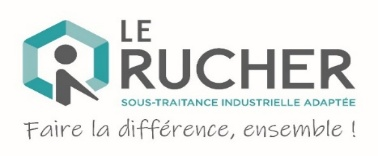 LE
RUCHER
SOUS-TRAITANCE INDUSTRIELLE ADAPTÉE
Faire la différence, ensemble !